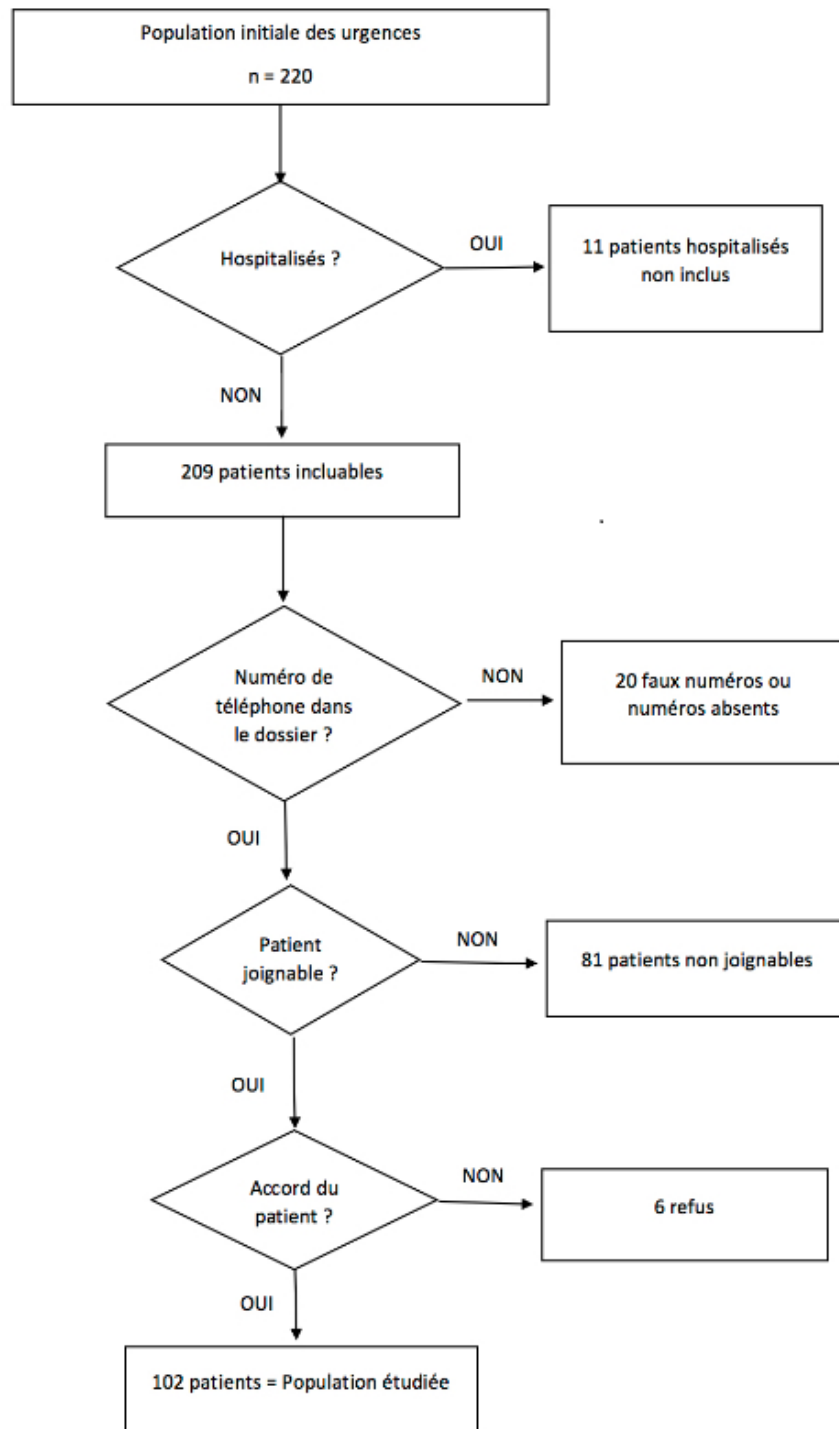 Population initiale des urgences
n = 220
Hospitalisés ?
OUI
11 patients hospitalisés
non inclus
NON
209 patients incluables
Numéro de
téléphone dans
le dossier ?
NON
20 faux numéros ou
numéros absents
OUI
Patient
joignable ?
NON
81 patients non joignables
OUI
Accord du
patient ?
NON
6 refus
OUI
102 patients = Population étudiée